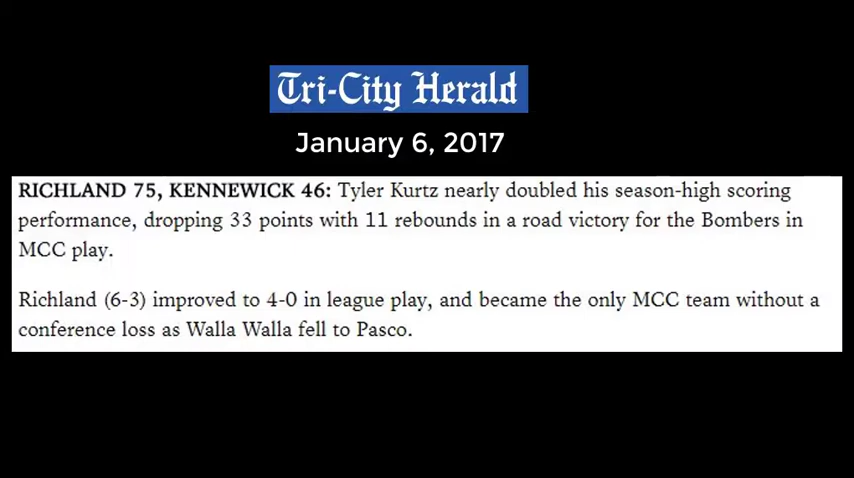 Tri-City Herald
January 6, 2017
RICHLAND 75, KENNEWICK 46: Tyler Kurtz nearly doubled his season-high scoring
performance, dropping 33 points with 11 rebounds in a road victory for the Bombers in
MCC play.
Richland (6-3) improved to 4-0 in league play, and became the only MCC team without a
conference loss as Walla Walla fell to Pasco.